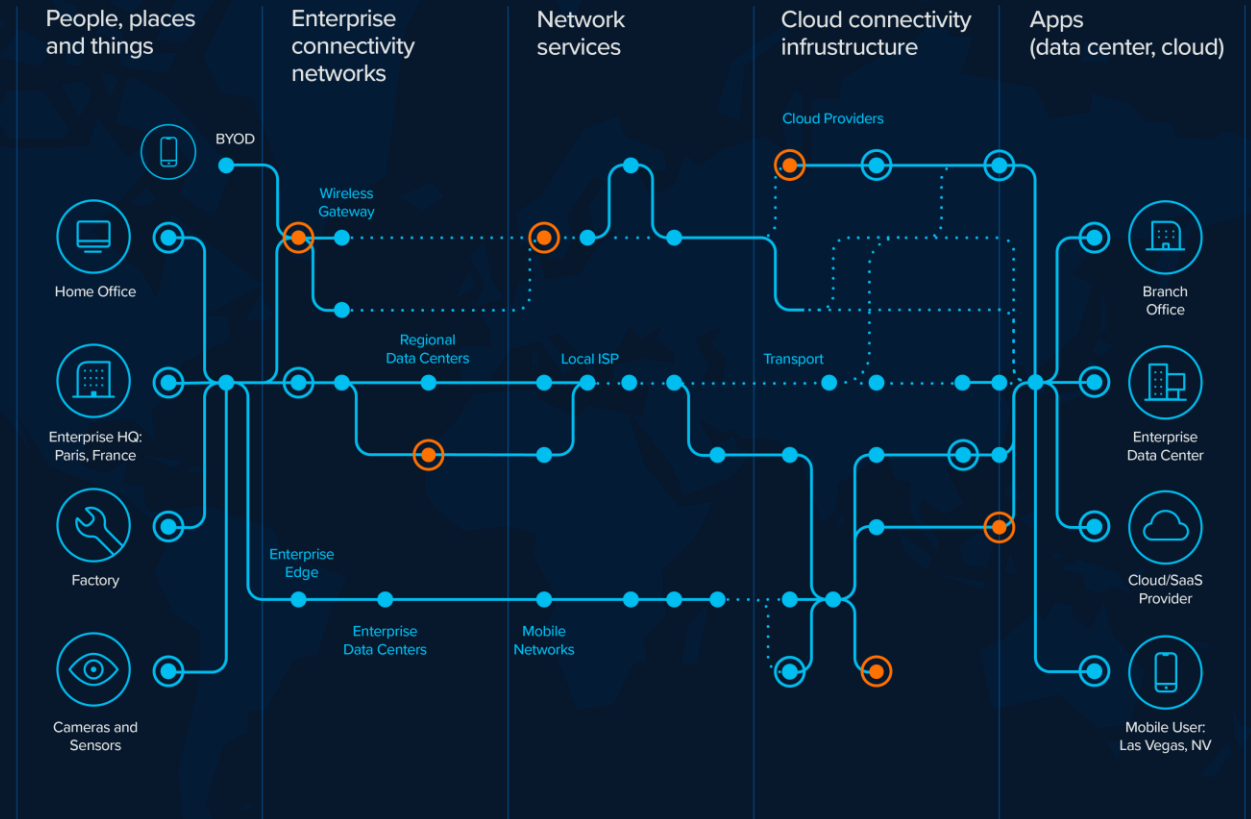 People, places
and things
Enterprise
connectivity
networks
Network
services
Cloud connectivity
infrustructure
Apps
(data center, cloud)
BYOD
Cloud Providers
Wireless
Gateway
Home Office
Branch
Office
Regional
Data Centers
Local ISP
Transport
Enterprise HQ:
Paris, France
Enterprise
Data Center
Factory
Enterprise
Edge
Cloud/SaaS
Provider
Enterprise
Data Centers
Mobile
Networks
Cameras and
Sensors
Mobile User:
Las Vegas, NV